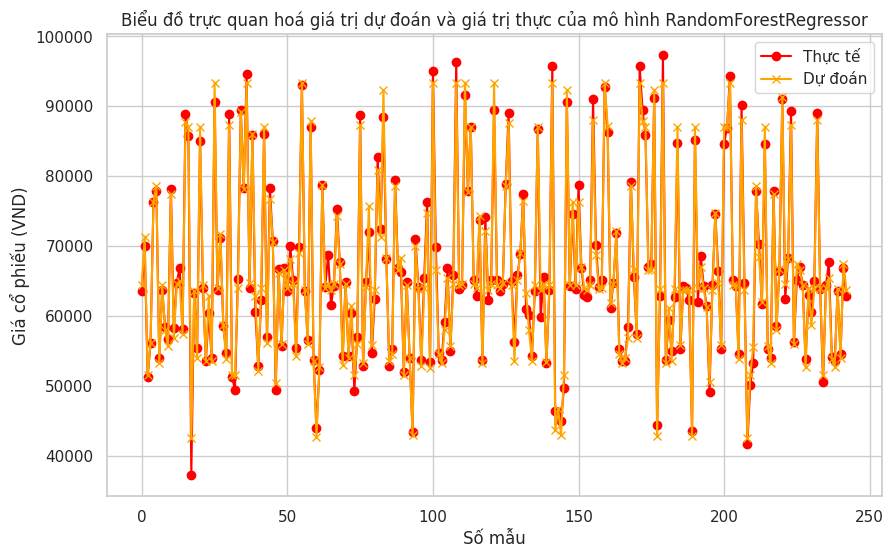 Biểu đồ trực quan hoá giá trị dự đoán và giá trị thực của mô hình RandomForestRegressor
Thực tế
Dự đoán
Giá cổ phiếu (VND)
100000
90000
80000
70000
60000
50000
40000
0
50
100
150
200
250
Số mẫu